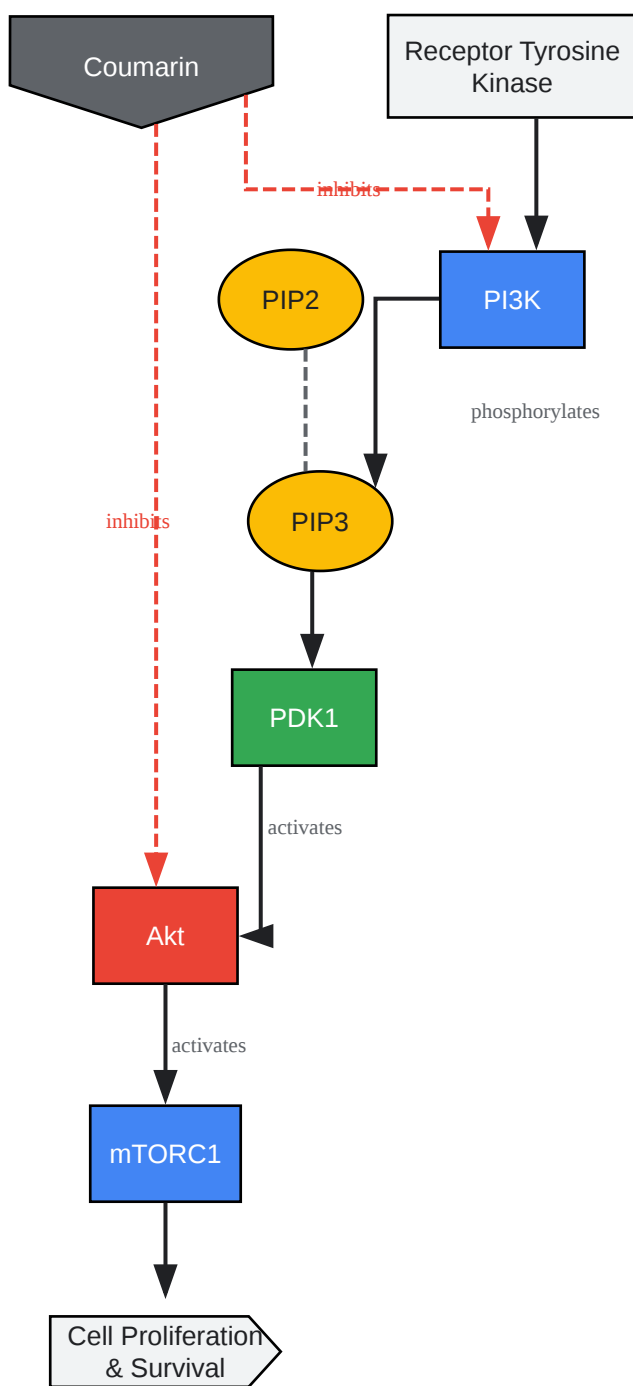 Coumarin
Receptor Tyrosine
Kinase
inhibits
PIP2
PI3K
phosphorylates
PIP3
inhibits
PDK1
activates
Akt
activates
mTORC1
Cell Proliferation
& Survival